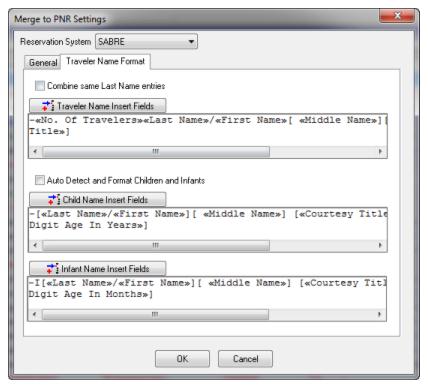 Merge to PNR Settings
Reservation System SABRE
General Traveler Name Format
Combine same Last Name entries
Traveler Name Insert Fields
-«No. Of Travelers»«Last Name»/«First Name»[ «Middle Name»][
Title»]
Auto Detect and Format Children and Infants
Child Name Insert Fields
-[«Last Name»/«First Name»][ «Middle Name»] [«Courtesy Title
Digit Age In Years»]
Infant Name Insert Fields
-I[«Last Name»/«First Name»][ «Middle Name»] [«Courtesy Titl
Digit Age In Months»]
OK Cancel